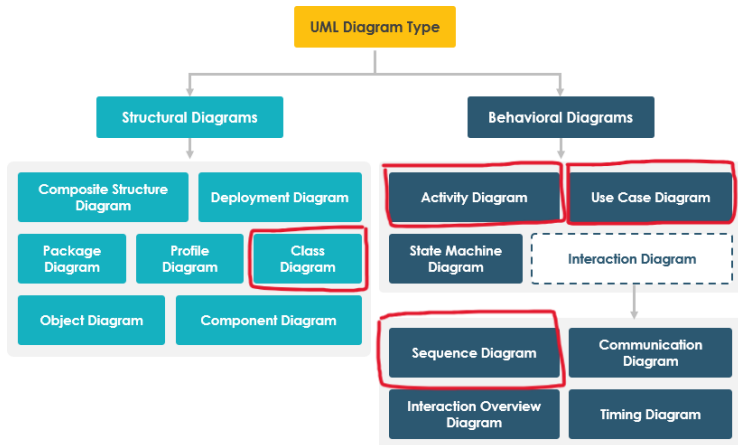 UML Diagram Type
Structural Diagrams
Behavioral Diagrams
Composite Structure
Diagram
Deployment Diagram
Package
Diagram
Profile
Diagram
Class
Diagram
Object Diagram
Component Diagram
Activity Diagram
Use Case Diagram
State Machine
Diagram
Interaction Diagram
Sequence Diagram
Communication
Diagram
Interaction Overview
Diagram
Timing Diagram